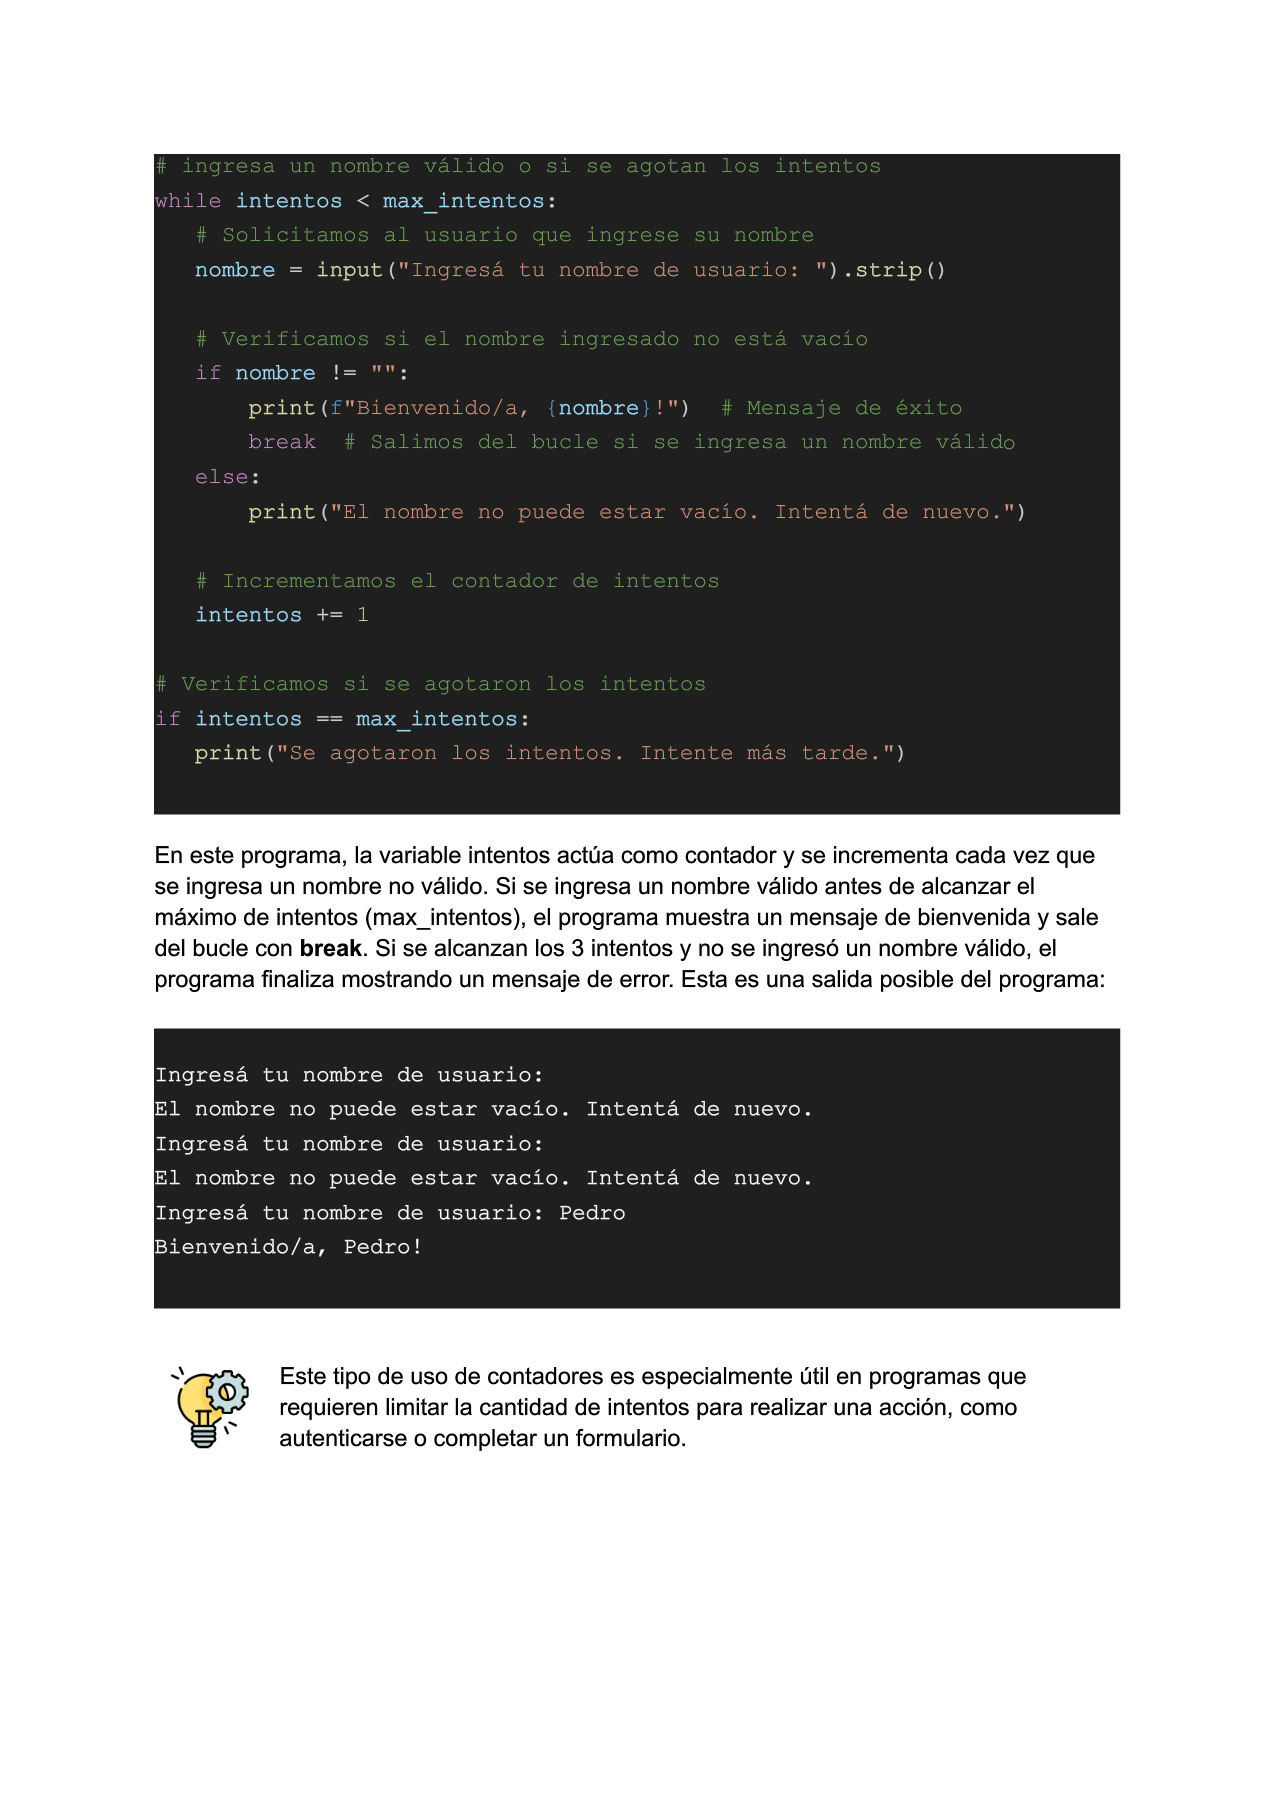 # ingresa un nombre válido o si se agotan los intentos
while intentos < max_intentos:
   # Solicitamos al usuario que ingrese su nombre
   nombre = input("Ingresá tu nombre de usuario: ").strip()

   # Verificamos si el nombre ingresado no está vacío
   if nombre != "":
       print(f"Bienvenido/a, {nombre}!")  # Mensaje de éxito
       break  # Salimos del bucle si se ingresa un nombre válido
   else:
       print("El nombre no puede estar vacío. Intentá de nuevo.")

   # Incrementamos el contador de intentos
   intentos += 1

# Verificamos si se agotaron los intentos
if intentos == max_intentos:
   print("Se agotaron los intentos. Intente más tarde.")

En este programa, la variable intentos actúa como contador y se incrementa cada vez que
se ingresa un nombre no válido. Si se ingresa un nombre válido antes de alcanzar el
máximo de intentos (max_intentos), el programa muestra un mensaje de bienvenida y sale
del bucle con break. Si se alcanzan los 3 intentos y no se ingresó un nombre válido, el
programa finaliza mostrando un mensaje de error. Esta es una salida posible del programa:

Ingresá tu nombre de usuario:
El nombre no puede estar vacío. Intentá de nuevo.
Ingresá tu nombre de usuario:
El nombre no puede estar vacío. Intentá de nuevo.
Ingresá tu nombre de usuario: Pedro
Bienvenido/a, Pedro!

Este tipo de uso de contadores es especialmente útil en programas que
requieren limitar la cantidad de intentos para realizar una acción, como
autenticarse o completar un formulario.